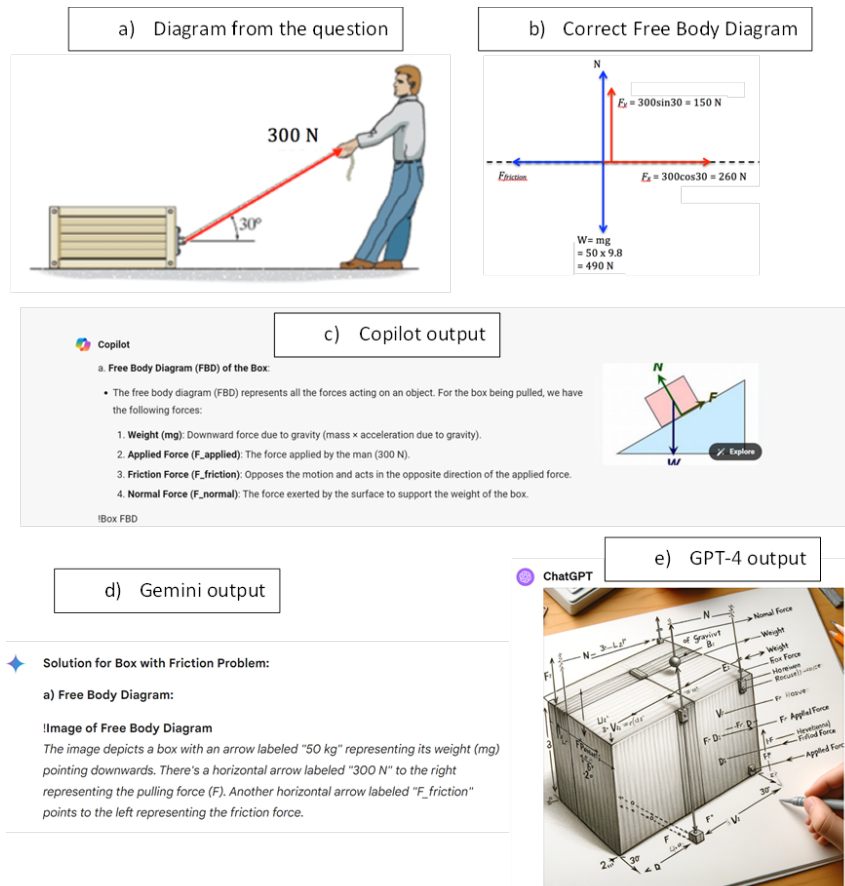 a) Diagram from the question
b) Correct Free Body Diagram
300 N
30°
N
Fy = 300sin30 = 150 N
Ffriction
Fx = 300cos30 = 260 N
W= mg
= 50 x 9.8
= 490 N
c) Copilot output
Copilot
a. Free Body Diagram (FBD) of the Box:
• The free body diagram (FBD) represents all the forces acting on an object. For the box being pulled, we have
the following forces:
1. Weight (mg): Downward force due to gravity (mass × acceleration due to gravity).
2. Applied Force (F_applied): The force applied by the man (300 N).
3. Friction Force (F_friction): Opposes the motion and acts in the opposite direction of the applied force.
4. Normal Force (F_normal): The force exerted by the surface to support the weight of the box.
!Box FBD
N
F
W
Explore
d) Gemini output
Solution for Box with Friction Problem:
a) Free Body Diagram:
!Image of Free Body Diagram
The image depicts a box with an arrow labeled "50 kg" representing its weight (mg)
pointing downwards. There's a horizontal arrow labeled "300 N" to the right
representing the pulling force (F). Another horizontal arrow labeled "F_friction"
points to the left representing the friction force.
e) GPT-4 output
ChatGPT
N
Nomal Force
of Gravivt
Weight
Weight
Fox Force
Fr Applied Force
Applied Forc
30°
30°